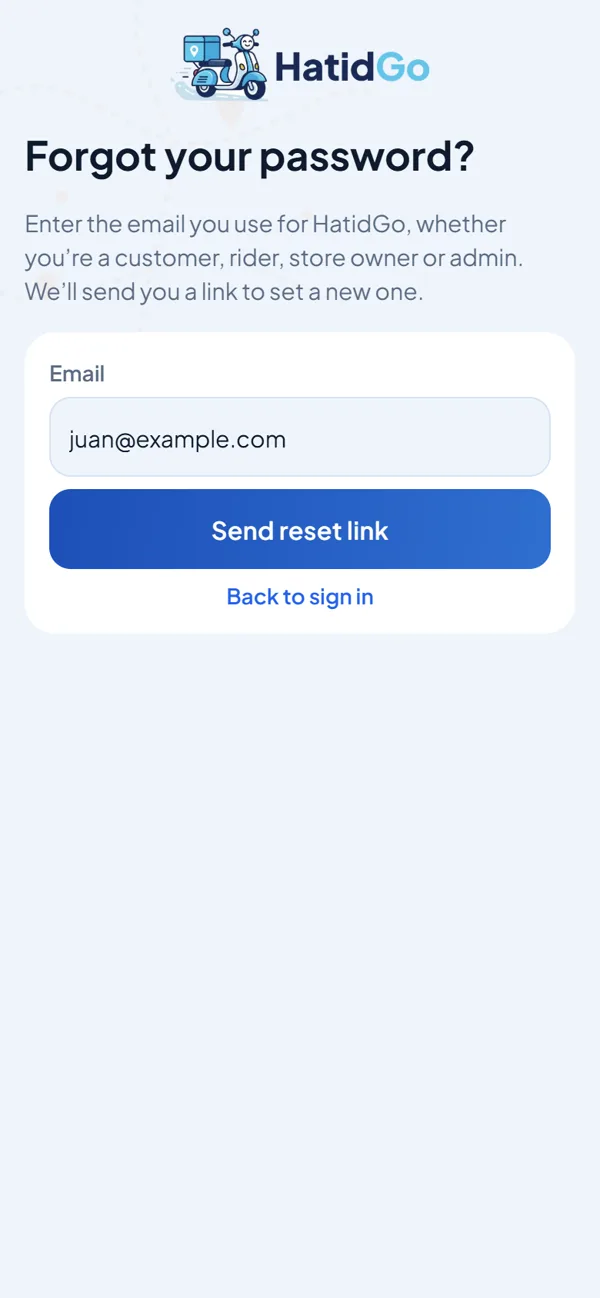 HatidGo
Forgot your password?
Enter the email you use for HatidGo, whether
you’re a customer, rider, store owner or admin.
We’ll send you a link to set a new one.
Email
juan@example.com
Send reset link
Back to sign in